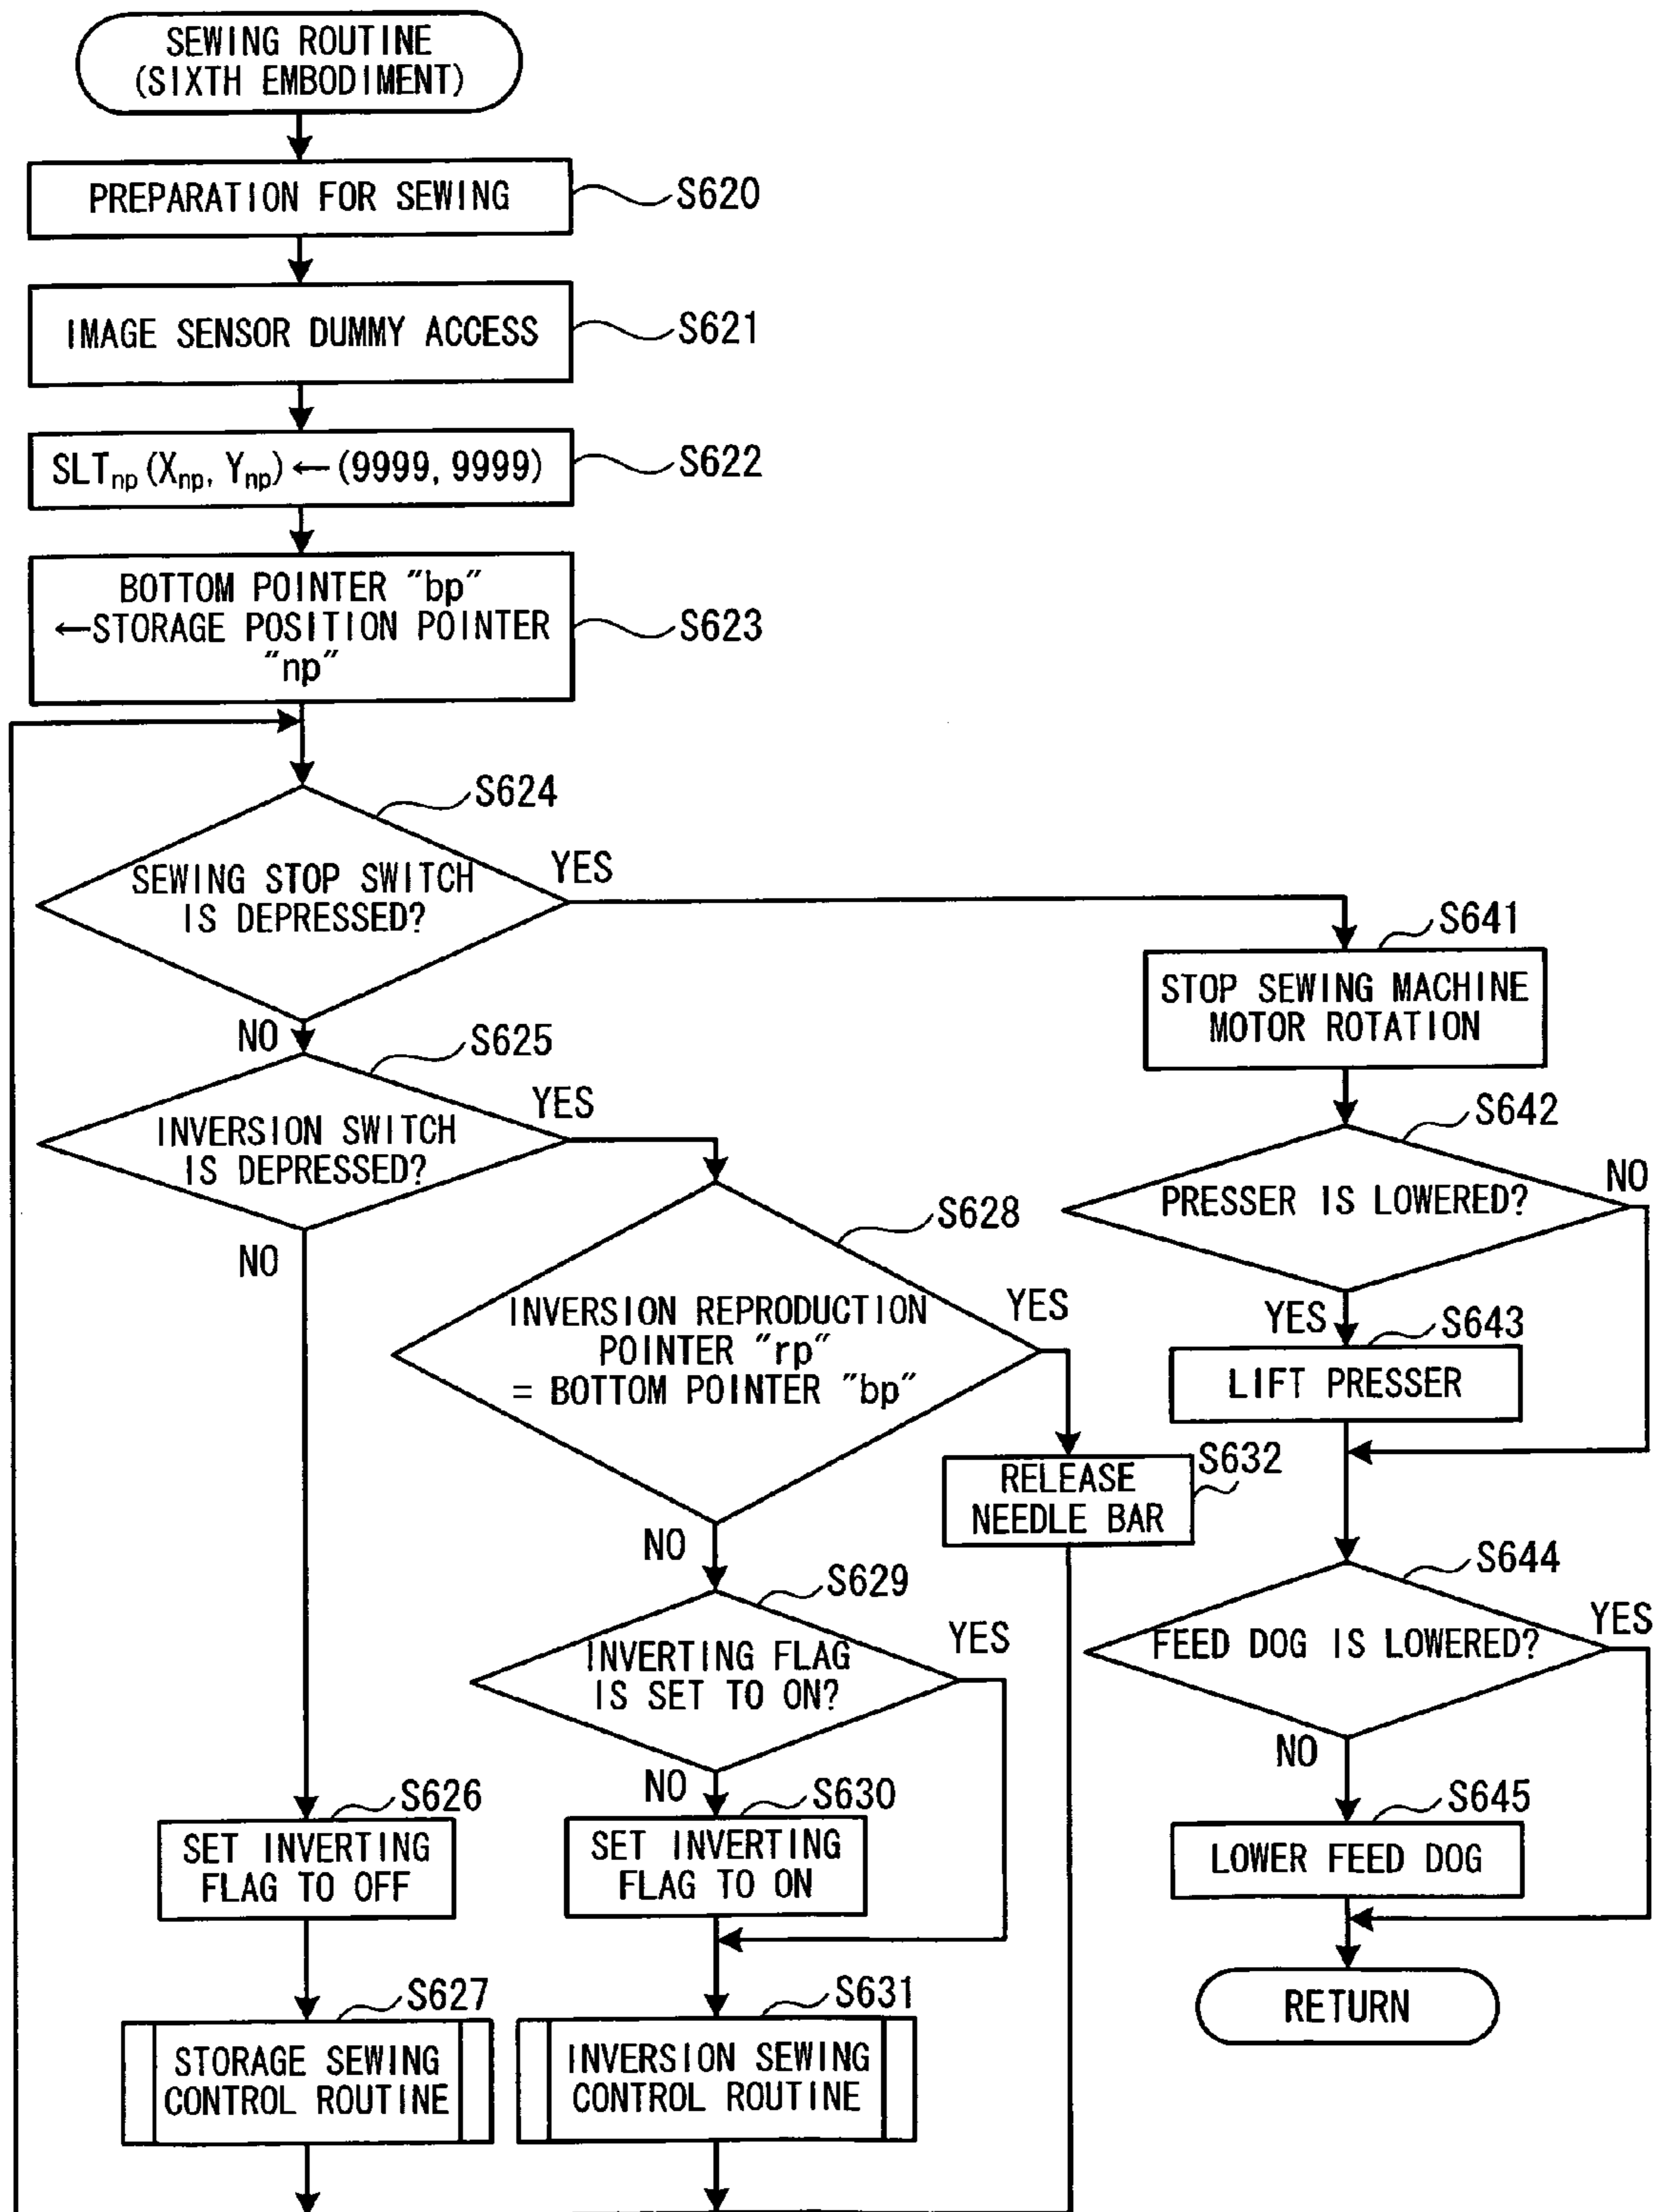 SEWING ROUTINE
(SIXTH EMBODIMENT)
PREPARATION FOR SEWING
S620
IMAGE SENSOR DUMMY ACCESS
S621
SLTnp (Xnp, Ynp) ← (9999, 9999)
S622
BOTTOM POINTER "bp"
←STORAGE POSITION POINTER
"np"
S623
S624
SEWING STOP SWITCH
IS DEPRESSED?
YES
NO
S641
STOP SEWING MACHINE
MOTOR ROTATION
S625
INVERSION SWITCH
IS DEPRESSED?
YES
NO
S642
PRESSER IS LOWERED?
NO
YES
S628
INVERSION REPRODUCTION
POINTER "rp"
= BOTTOM POINTER "bp"
YES
NO
S643
LIFT PRESSER
S632
RELEASE
NEEDLE BAR
S629
INVERTING FLAG
IS SET TO ON?
YES
NO
S644
FEED DOG IS LOWERED?
YES
NO
S626
SET INVERTING
FLAG TO OFF
S630
SET INVERTING
FLAG TO ON
S645
LOWER FEED DOG
S627
STORAGE SEWING
CONTROL ROUTINE
S631
INVERSION SEWING
CONTROL ROUTINE
RETURN